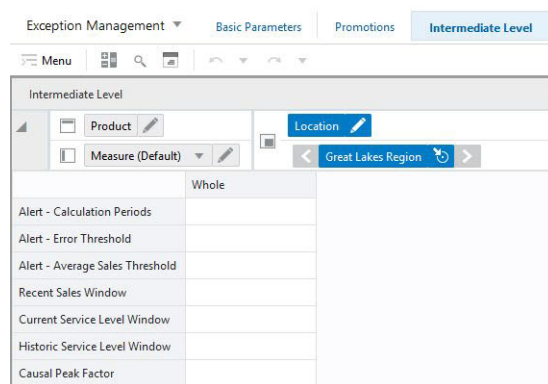 Exception Management Basic Parameters Promotions Intermediate Level
Menu
Intermediate Level
Product Location
Measure (Default) Great Lakes Region
Whole
Alert - Calculation Periods
Alert - Error Threshold
Alert - Average Sales Threshold
Recent Sales Window
Current Service Level Window
Historic Service Level Window
Causal Peak Factor